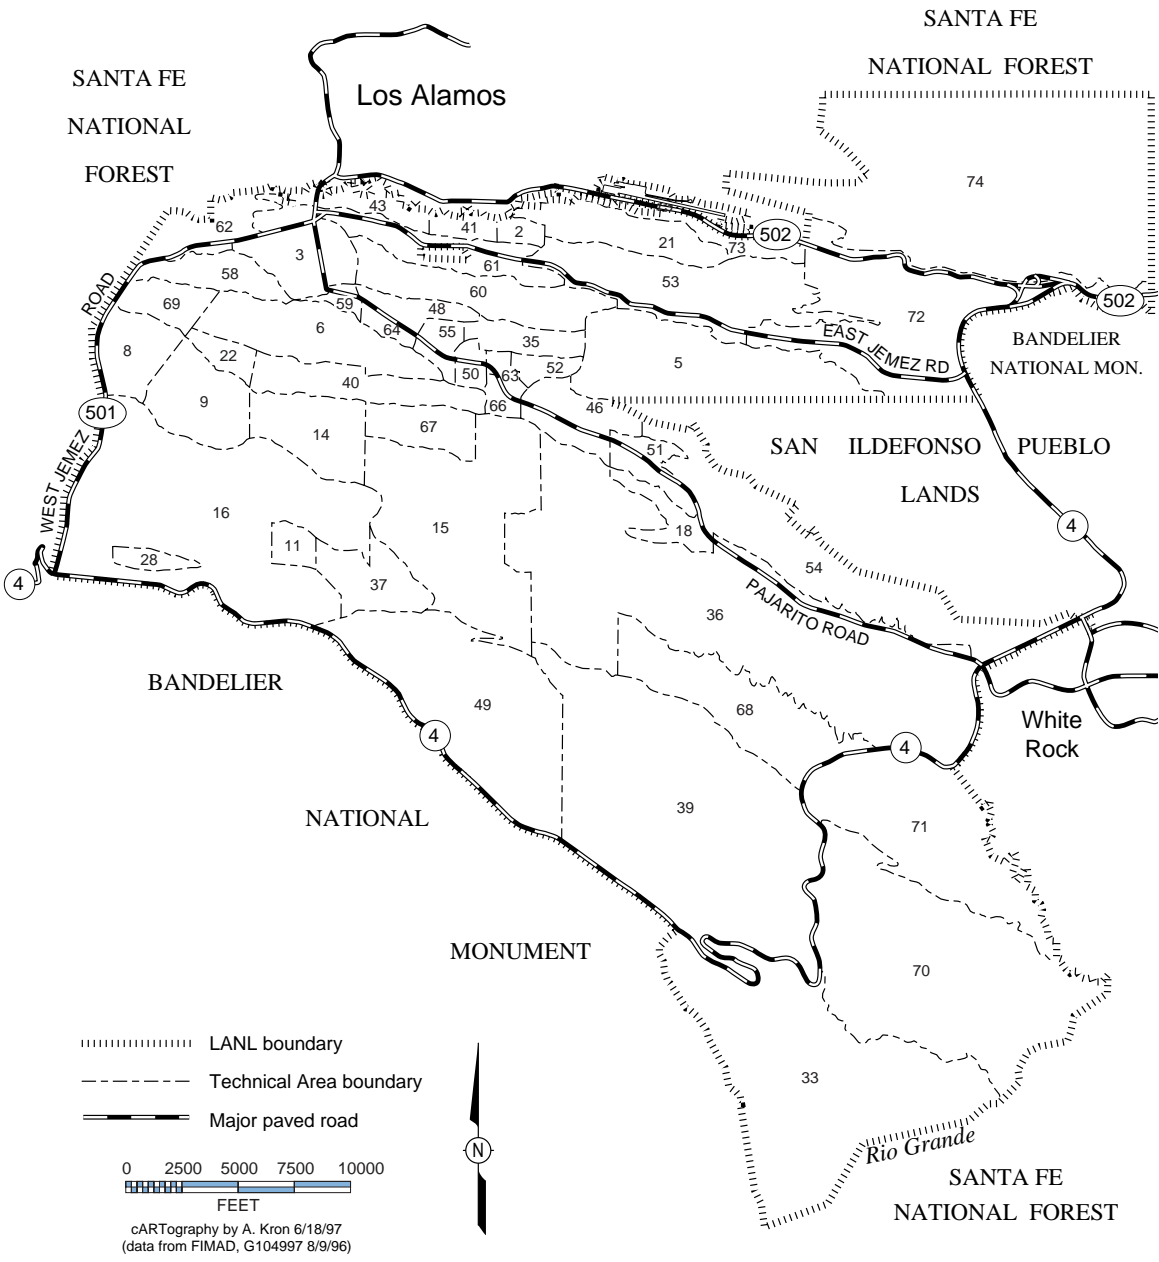 SANTA FE
NATIONAL FOREST
SANTA FE
NATIONAL
FOREST
Los Alamos
74
43
62
41
2
21
73
502
3
61
53
58
60
ROAD
69
59
48
72
502
6
64
55
35
EAST JEMEZ RD
BANDELIER
NATIONAL MON.
8
22
50
63
52
5
40
9
66
46
501
14
67
51
SAN ILDEFONSO PUEBLO
LANDS
WEST JEMEZ
16
15
18
4
11
28
54
4
37
PAJARITO ROAD
36
BANDELIER
49
68
White
Rock
4
4
NATIONAL
39
71
MONUMENT
70
33
LANL boundary
Technical Area boundary
Major paved road
N
Rio Grande
0 2500 5000 7500 10000
FEET
cARTography by A. Kron 6/18/97
(data from FIMAD, G104997 8/9/96)
SANTA FE
NATIONAL FOREST